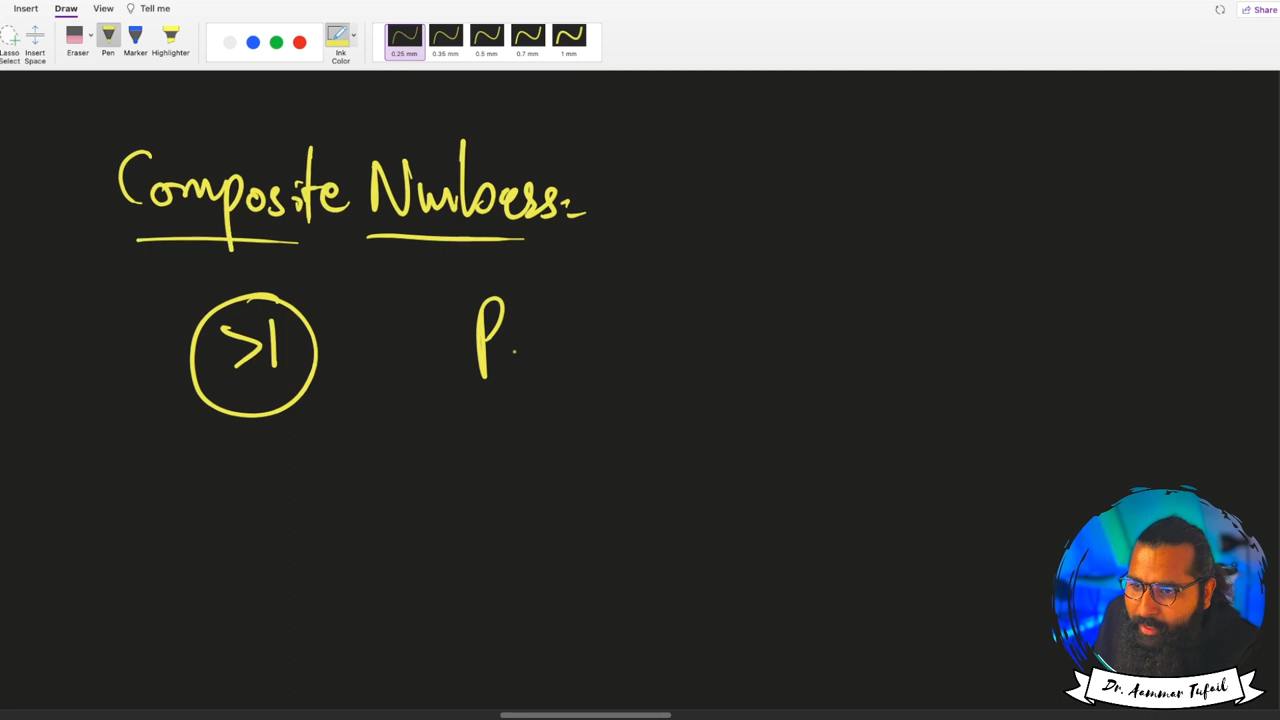 Insert Draw View Tell me Share
Eraser Pen Marker Highlighter
Lasso Select
Insert Space
Ink Color
0.25 mm 0.35 mm 0.5 mm 0.7 mm 1 mm
Composite Numbers:
>1 P.
Dr. Aammar Tufail